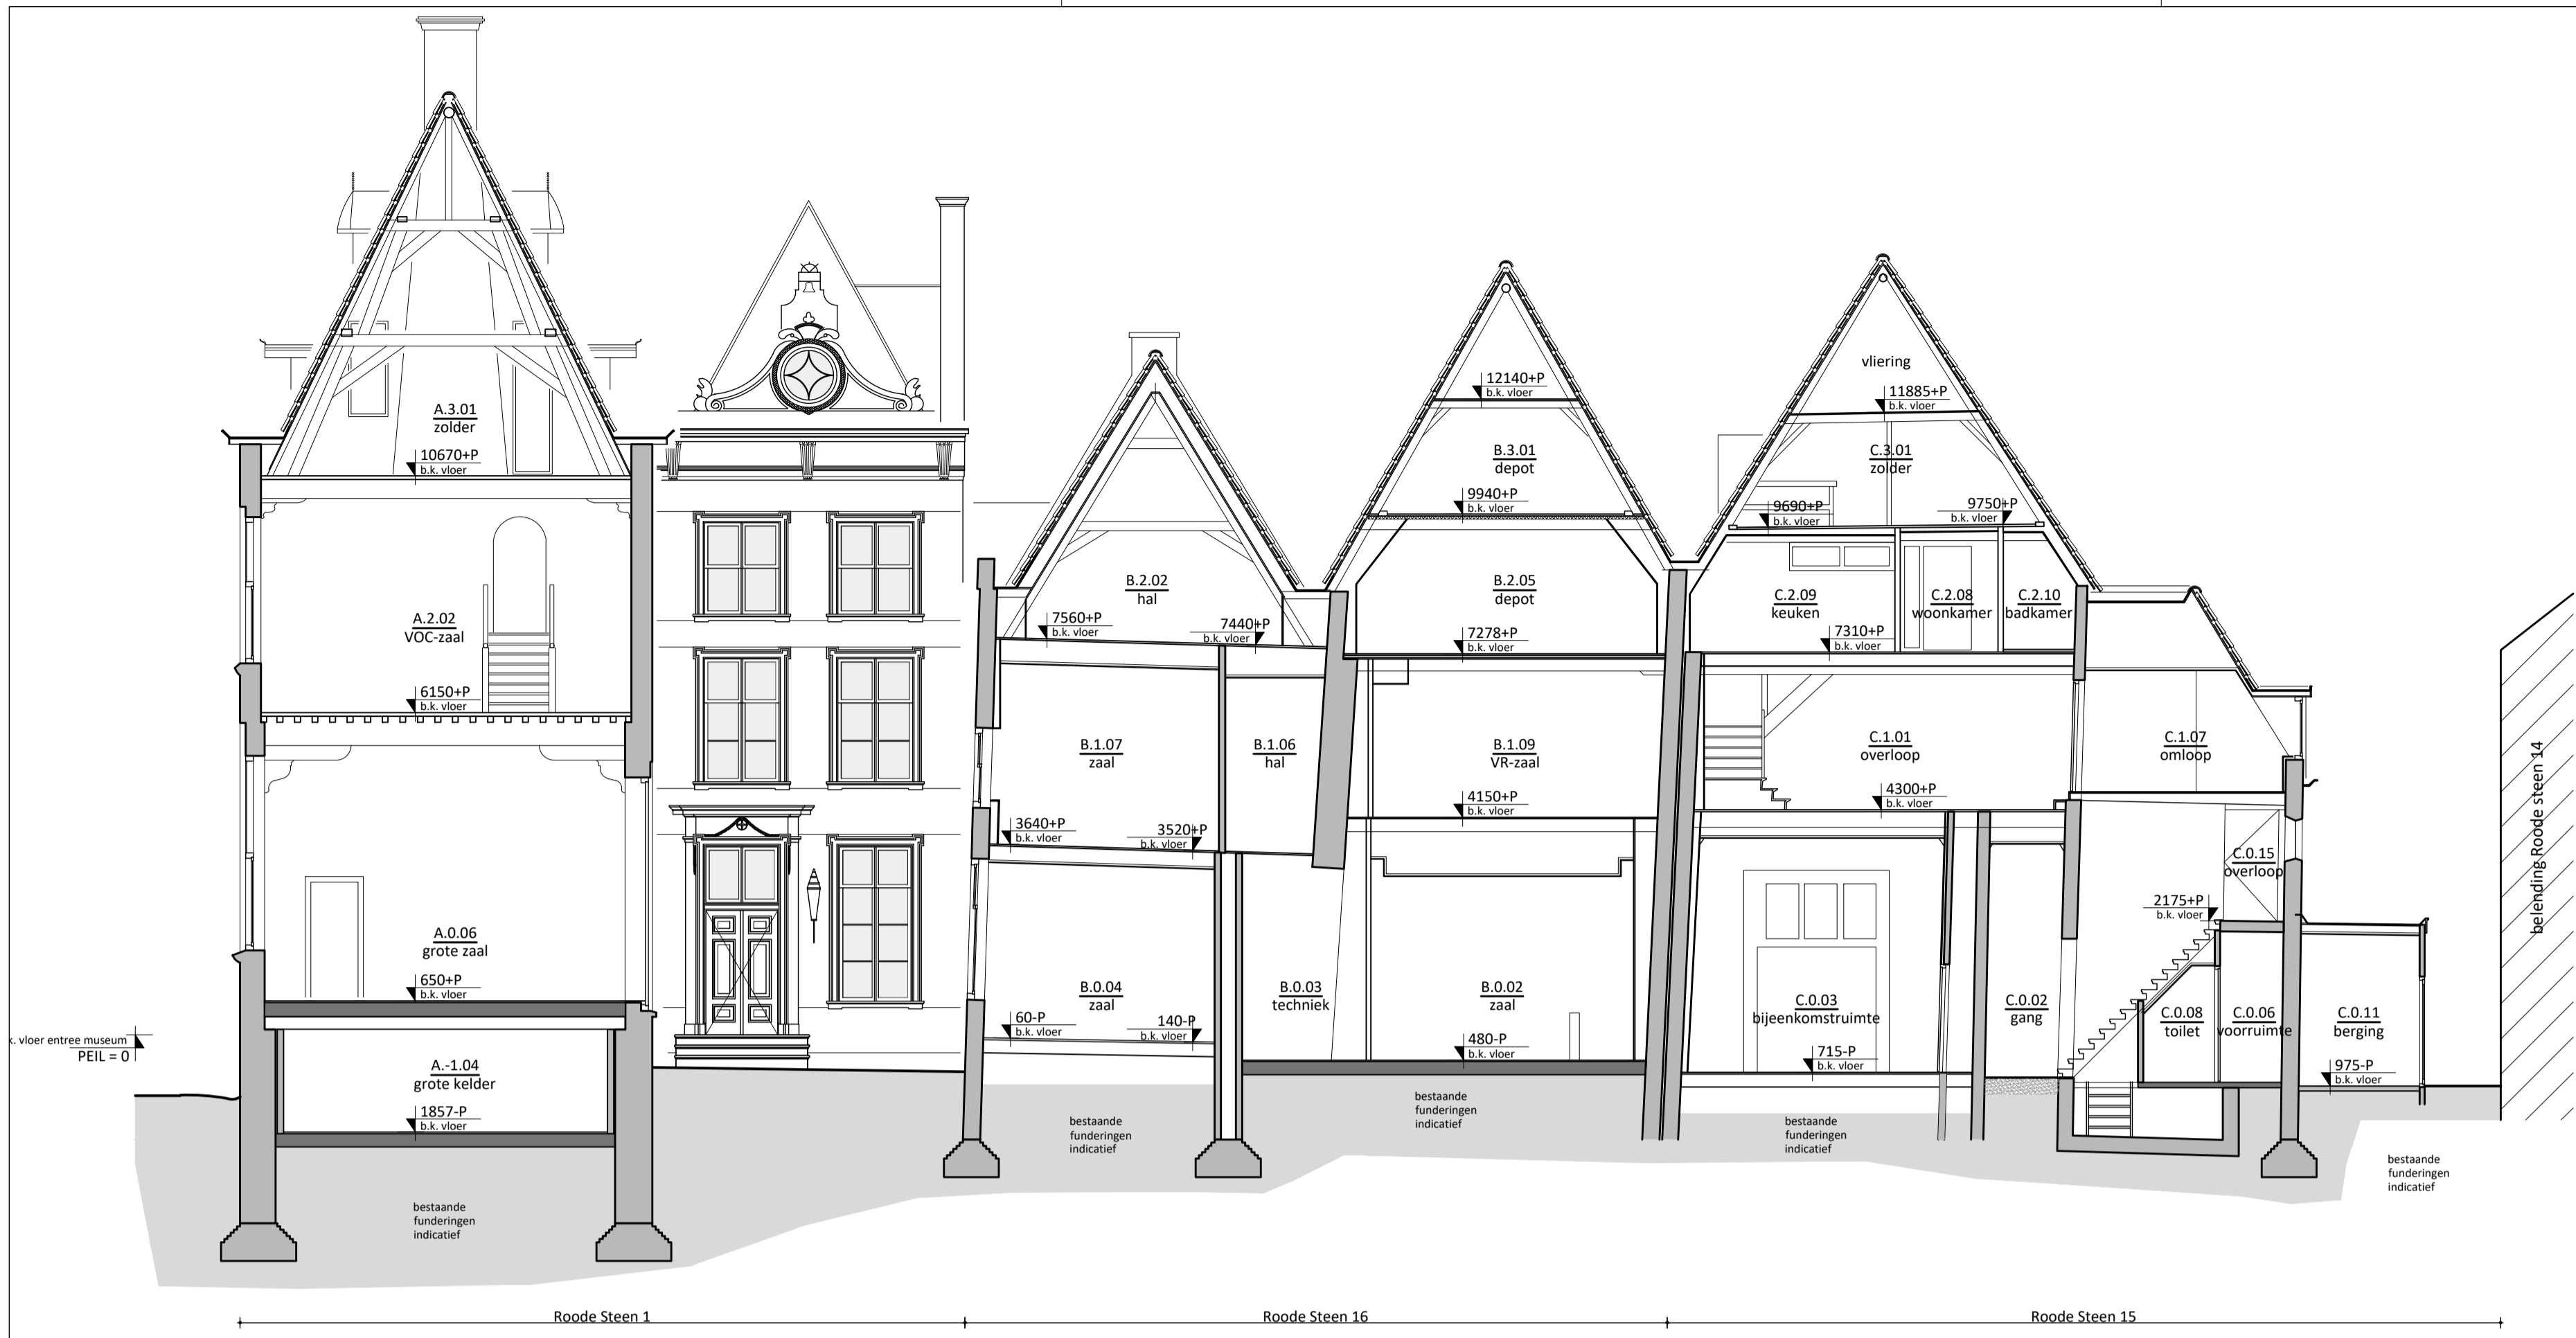 vliering
12140+P
b.k. vloer
11885+P
b.k. vloer
A.3.01
zolder
10670+P
b.k. vloer
B.3.01
depot
9940+P
b.k. vloer
C.3.01
zolder
9690+P
b.k. vloer
9750+P
b.k. vloer
A.2.02
VOC-zaal
6150+P
b.k. vloer
B.2.02
hal
7560+P
b.k. vloer
7440+P
b.k. vloer
B.2.05
depot
7278+P
b.k. vloer
C.2.09
keuken
C.2.08
woonkamer
C.2.10
badkamer
7310+P
b.k. vloer
B.1.07
zaal
B.1.06
hal
3640+P
b.k. vloer
3520+P
b.k. vloer
B.1.09
VR-zaal
4150+P
b.k. vloer
C.1.01
overloop
4300+P
b.k. vloer
C.1.07
omloop
C.0.15
overloop
2175+P
b.k. vloer
belending Roode steen 14
A.0.06
grote zaal
650+P
b.k. vloer
B.0.04
zaal
60-P
b.k. vloer
140-P
b.k. vloer
B.0.03
techniek
B.0.02
zaal
480-P
b.k. vloer
C.0.03
bijeenkomstruimte
715-P
b.k. vloer
C.0.02
gang
C.0.08
toilet
C.0.06
voorruimte
C.0.11
berging
975-P
b.k. vloer
. vloer entree museum
PEIL = 0
A.-1.04
grote kelder
1857-P
b.k. vloer
bestaande
funderingen
indicatief
bestaande
funderingen
indicatief
bestaande
funderingen
indicatief
bestaande
funderingen
indicatief
bestaande
funderingen
indicatief
Roode Steen 1
Roode Steen 16
Roode Steen 15